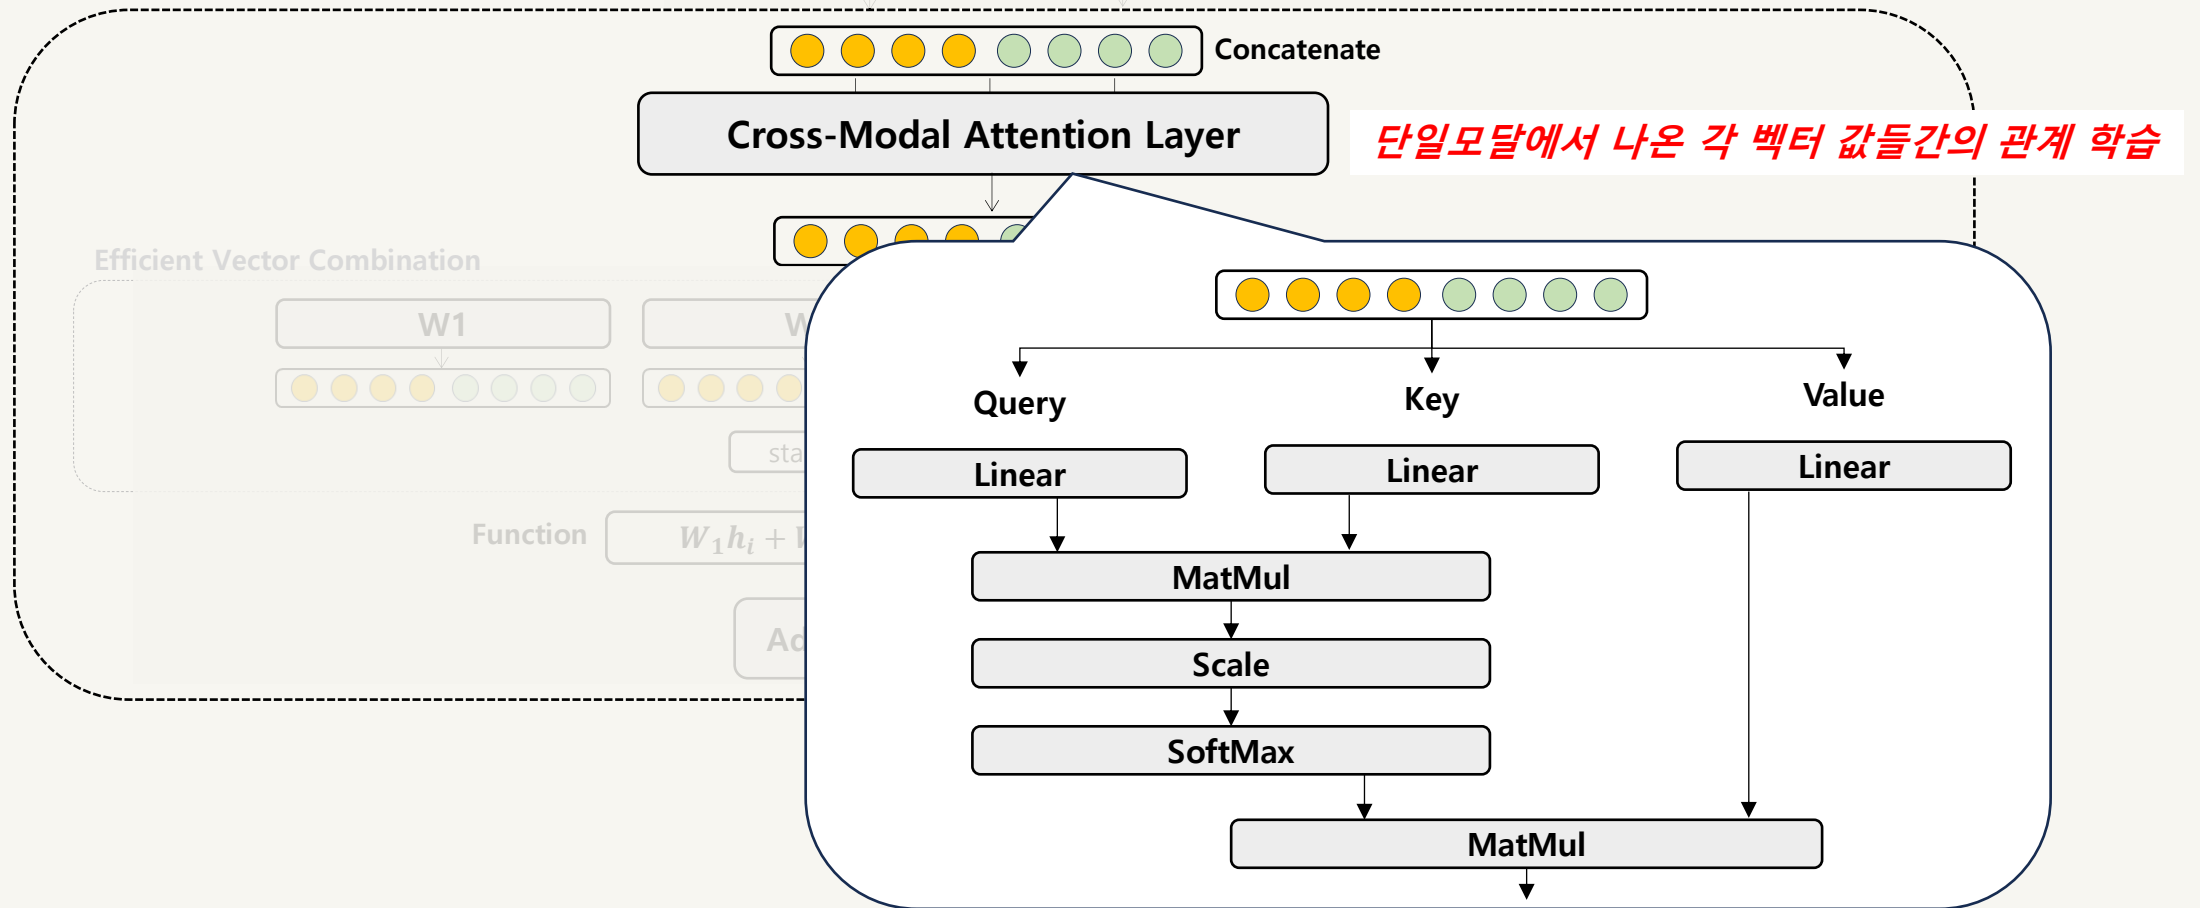 Concatenate
Cross-Modal Attention Layer
단일모달에서 나온 각 벡터 값들간의 관계 학습
Efficient Vector Combination
W1
Function
Query
Key
Value
Linear
Linear
Linear
MatMul
Scale
SoftMax
MatMul